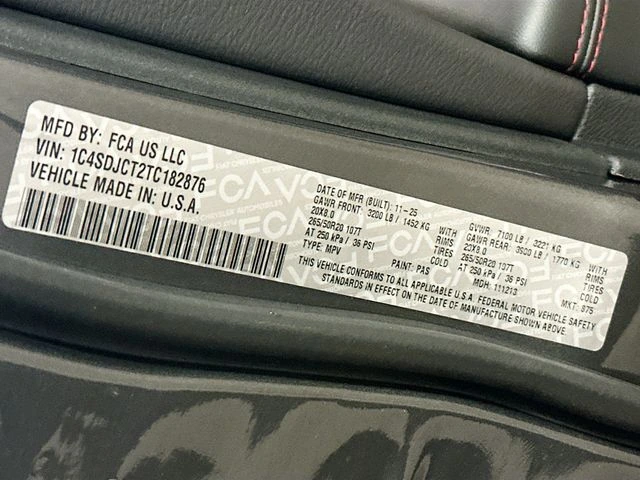 MFD BY: FCA US LLC
VIN: 1C4SDJCT2TC182876
VEHICLE MADE IN: U.S.A.
DATE OF MFR (BUILT): 11-25 GVWR: 7100 LB / 3221 KG
GAWR FRONT: 3200 LB / 1452 KG WITH GAWR REAR: 3900 LB / 1770 KG WITH
20X8.0 RIMS 20X8.0 RIMS
265/50R20 107T TIRES 265/50R20 107T TIRES
AT 250 kPa / 36 PSI COLD AT 250 kPa / 36 PSI COLD
TYPE: MPV PAINT: PAS MDH: 111213 MKT: 975
THIS VEHICLE CONFORMS TO ALL APPLICABLE U.S.A. FEDERAL MOTOR VEHICLE SAFETY
STANDARDS IN EFFECT ON THE DATE OF MANUFACTURE SHOWN ABOVE.